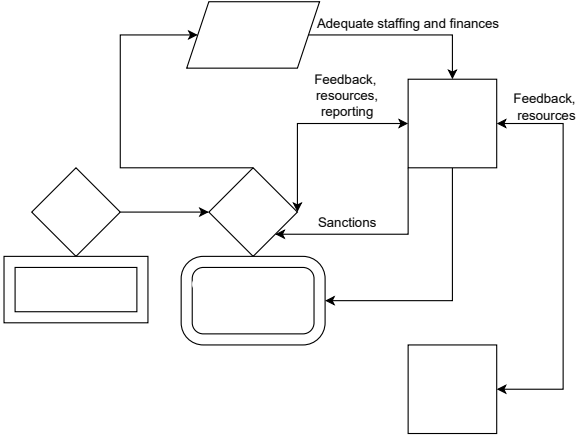 Adequate staffing and finances
Feedback,
resources,
reporting
Feedback,
resources
Sanctions